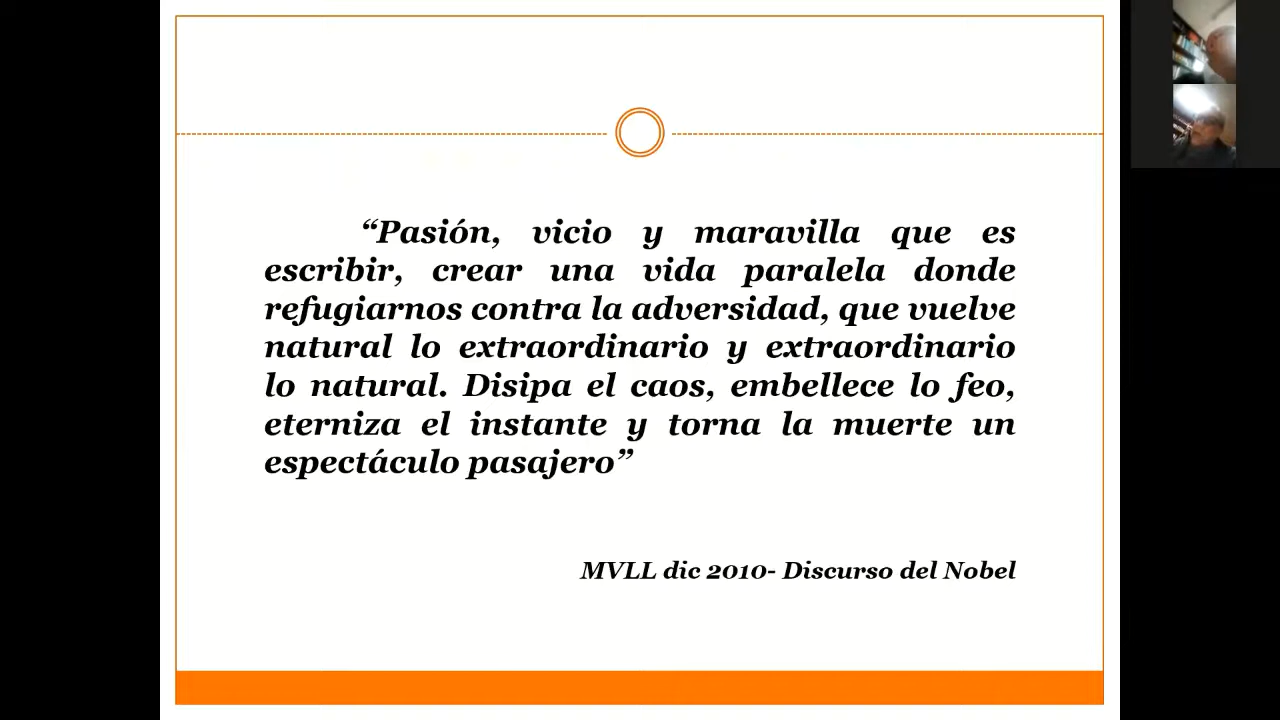 “Pasión, vicio y maravilla que es
escribir, crear una vida paralela donde
refugiarnos contra la adversidad, que vuelve
natural lo extraordinario y extraordinario
lo natural. Disipa el caos, embellece lo feo,
eterniza el instante y torna la muerte un
espectáculo pasajero”
MVLL dic 2010- Discurso del Nobel